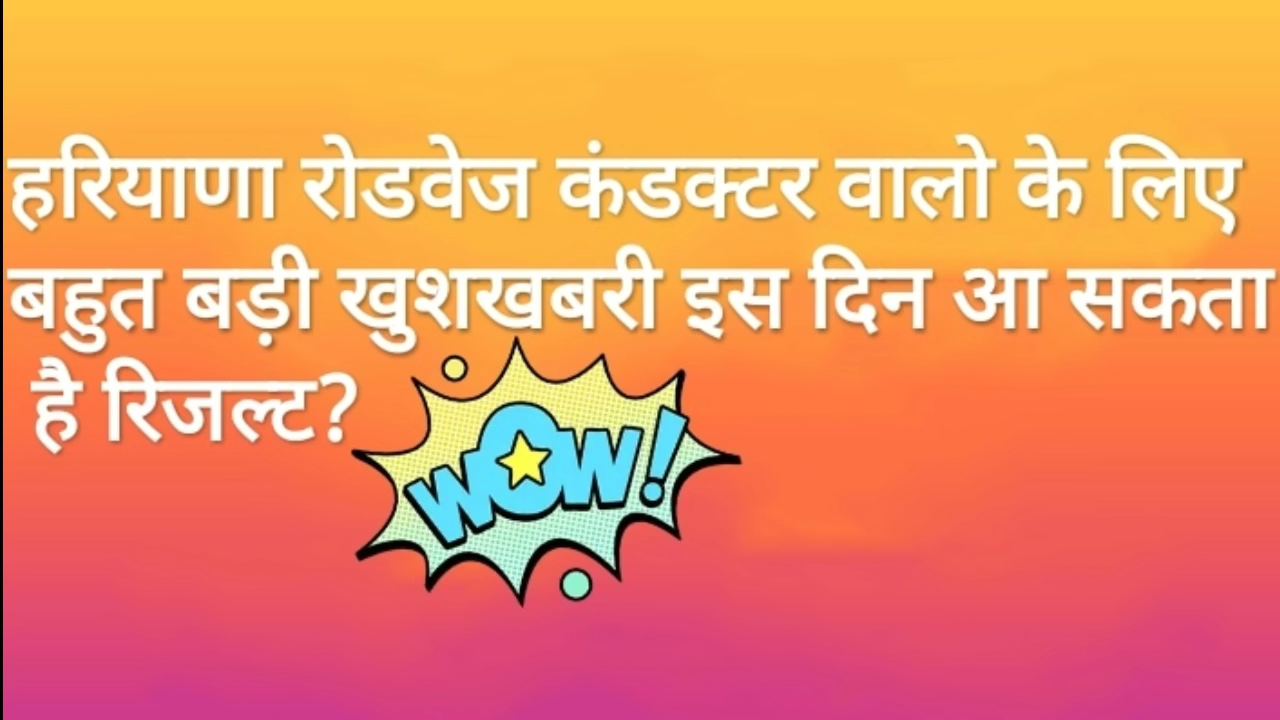 हरियाणा रोडवेज कंडक्टर वालो के लिए
बहुत बड़ी खुशखबरी इस दिन आ सकता
है रिजल्ट?
WOW!